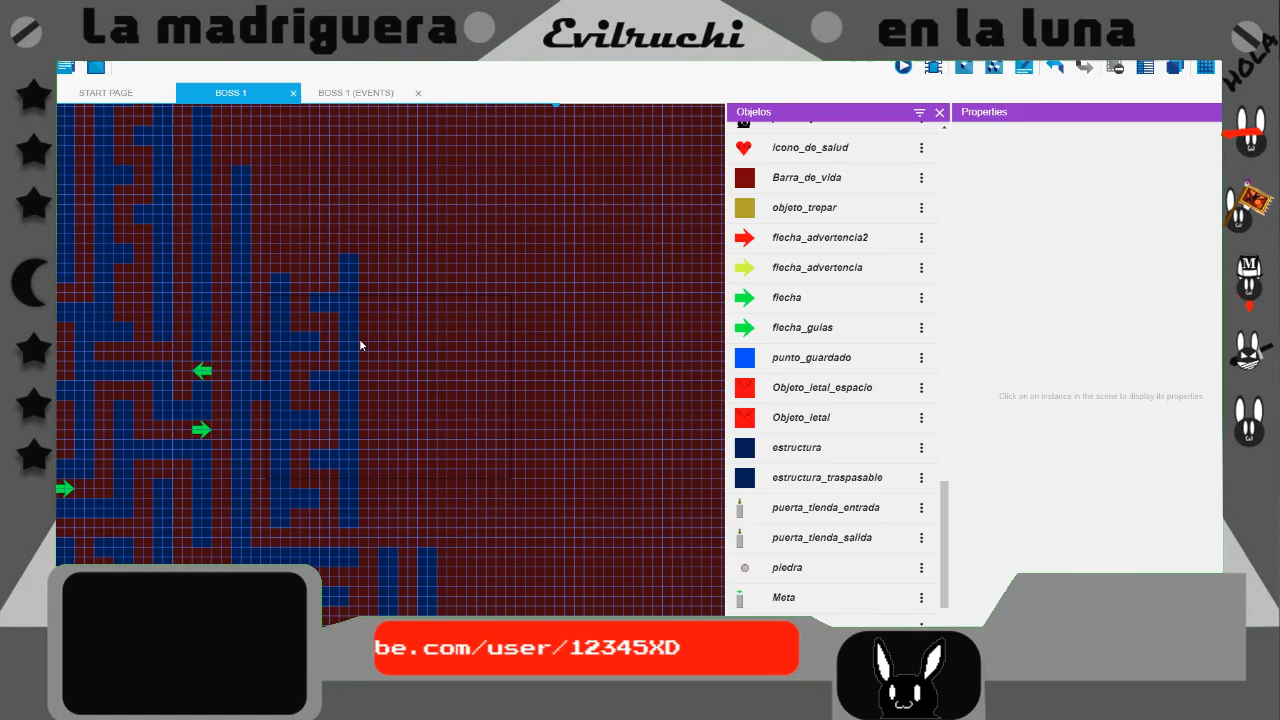 La madriguera
Evilruchi
en la luna
HOLA
START PAGE
BOSS 1
BOSS 1 (EVENTS)
Objetos
Properties
icono_de_salud
Barra_de_vida
objeto_trepar
flecha_advertencia2
flecha_advertencia
flecha
flecha_guias
punto_guardado
Objeto_letal_espacio
Objeto_letal
estructura
estructura_traspasable
puerta_tienda_entrada
puerta_tienda_salida
piedra
Meta
Click on an instance in the scene to display its properties
M
be.com/user/12345XD